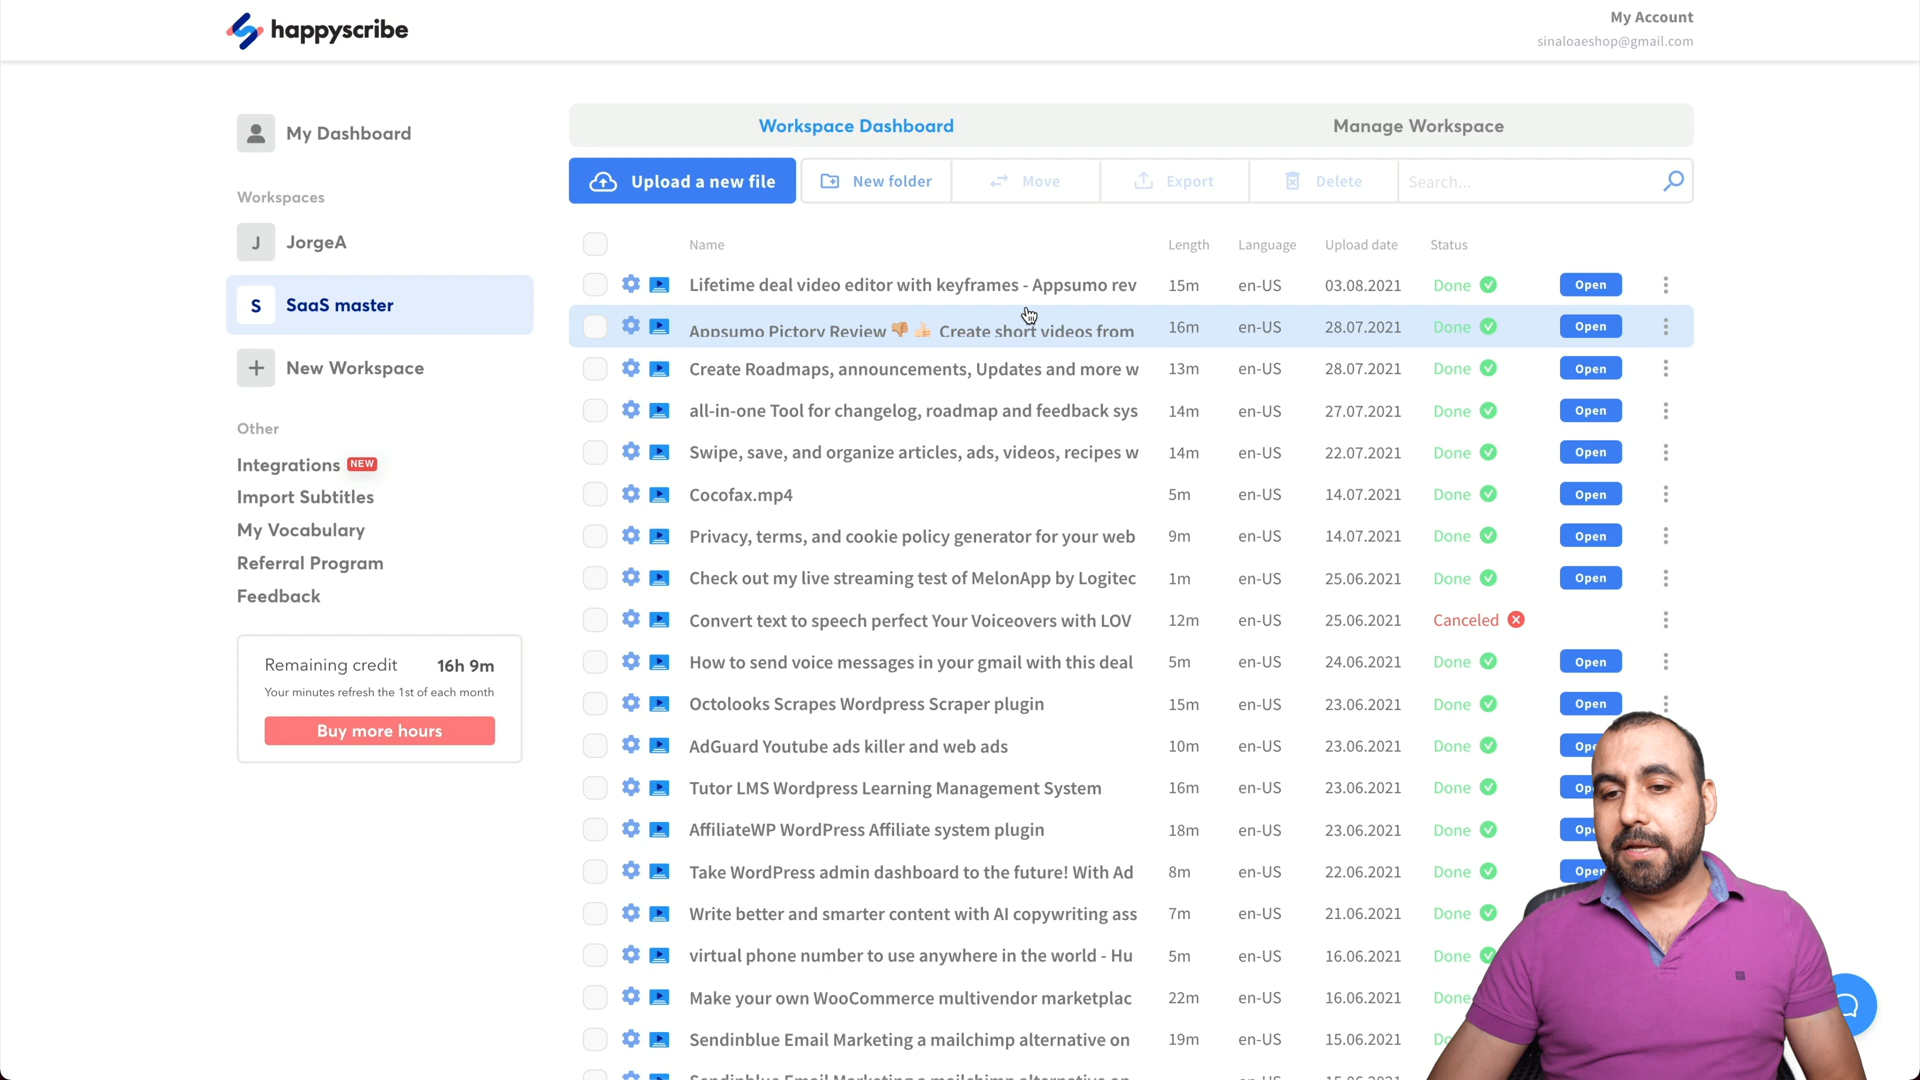 happyscribe
My Account
sinaloaeshop@gmail.com
My Dashboard
Workspaces
J JorgeA
S SaaS master
New Workspace
Other
Integrations NEW
Import Subtitles
My Vocabulary
Referral Program
Feedback
Remaining credit 16h 9m
Your minutes refresh the 1st of each month
Buy more hours
Workspace Dashboard Manage Workspace
Upload a new file New folder Move Export Delete Search...
Name Length Language Upload date Status
Lifetime deal video editor with keyframes - Appsumo rev 15m en-US 03.08.2021 Done Open
Appsumo Pictory Review 👎🏼 👍🏼 Create short videos from 16m en-US 28.07.2021 Done Open
Create Roadmaps, announcements, Updates and more w 13m en-US 28.07.2021 Done Open
all-in-one Tool for changelog, roadmap and feedback sys 14m en-US 27.07.2021 Done Open
Swipe, save, and organize articles, ads, videos, recipes w 14m en-US 22.07.2021 Done Open
Cocofax.mp4 5m en-US 14.07.2021 Done Open
Privacy, terms, and cookie policy generator for your web 9m en-US 14.07.2021 Done Open
Check out my live streaming test of MelonApp by Logitec 1m en-US 25.06.2021 Done Open
Convert text to speech perfect Your Voiceovers with LOV 12m en-US 25.06.2021 Canceled
How to send voice messages in your gmail with this deal 5m en-US 24.06.2021 Done Open
Octolooks Scrapes Wordpress Scraper plugin 15m en-US 23.06.2021 Done Open
AdGuard Youtube ads killer and web ads 10m en-US 23.06.2021 Done Op
Tutor LMS Wordpress Learning Management System 16m en-US 23.06.2021 Done Op
AffiliateWP WordPress Affiliate system plugin 18m en-US 23.06.2021 Done Op
Take WordPress admin dashboard to the future! With Ad 8m en-US 22.06.2021 Done Open
Write better and smarter content with AI copywriting ass 7m en-US 21.06.2021 Done
virtual phone number to use anywhere in the world - Hu 5m en-US 16.06.2021 Done
Make your own WooCommerce multivendor marketplac 22m en-US 16.06.2021 Done
Sendinblue Email Marketing a mailchimp alternative on 19m en-US 15.06.2021 Do